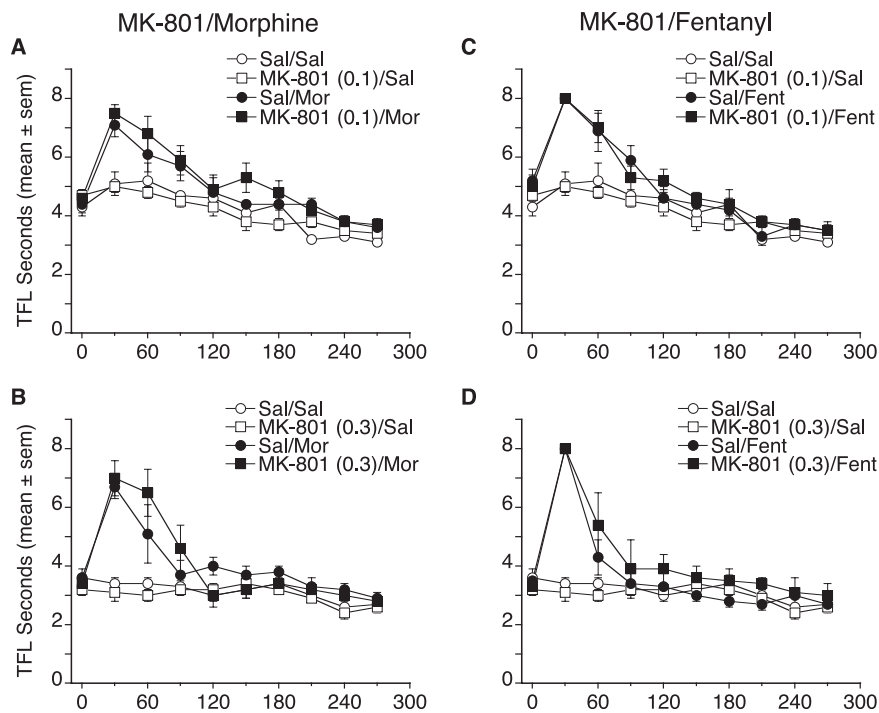 MK-801/Morphine
A
Sal/Sal
MK-801 (0.1)/Sal
Sal/Mor
MK-801 (0.1)/Mor
TFL Seconds (mean ± sem)
8
6
4
2
0
0 60 120 180 240 300
B
Sal/Sal
MK-801 (0.3)/Sal
Sal/Mor
MK-801 (0.3)/Mor
TFL Seconds (mean ± sem)
8
6
4
2
0
0 60 120 180 240 300
MK-801/Fentanyl
C
Sal/Sal
MK-801 (0.1)/Sal
Sal/Fent
MK-801 (0.1)/Fent
8
6
4
2
0
0 60 120 180 240 300
D
Sal/Sal
MK-801 (0.3)/Sal
Sal/Fent
MK-801 (0.3)/Fent
8
6
4
2
0
0 60 120 180 240 300